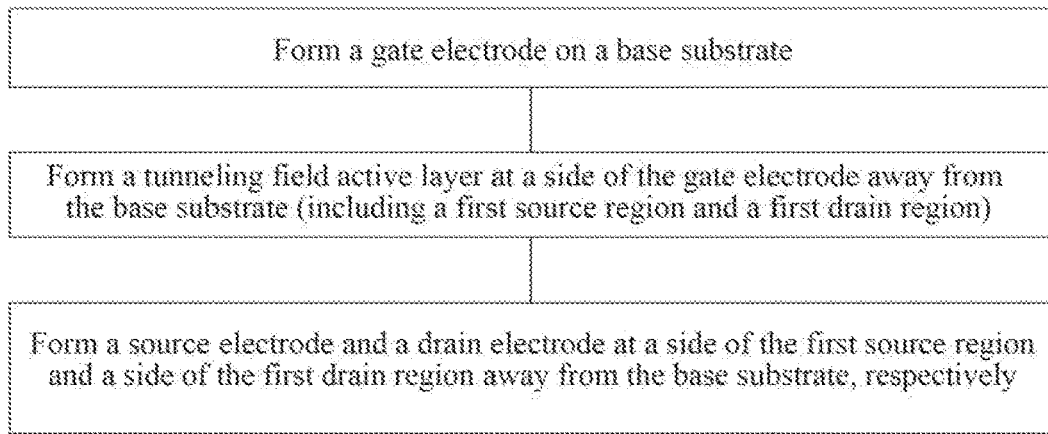 Form a gate electrode on a base substrate
Form a tunneling field active layer at a side of the gate electrode away from
the base substrate (including a first source region and a first drain region)
Form a source electrode and a drain electrode at a side of the first source region
and a side of the first drain region away from the base substrate, respectively